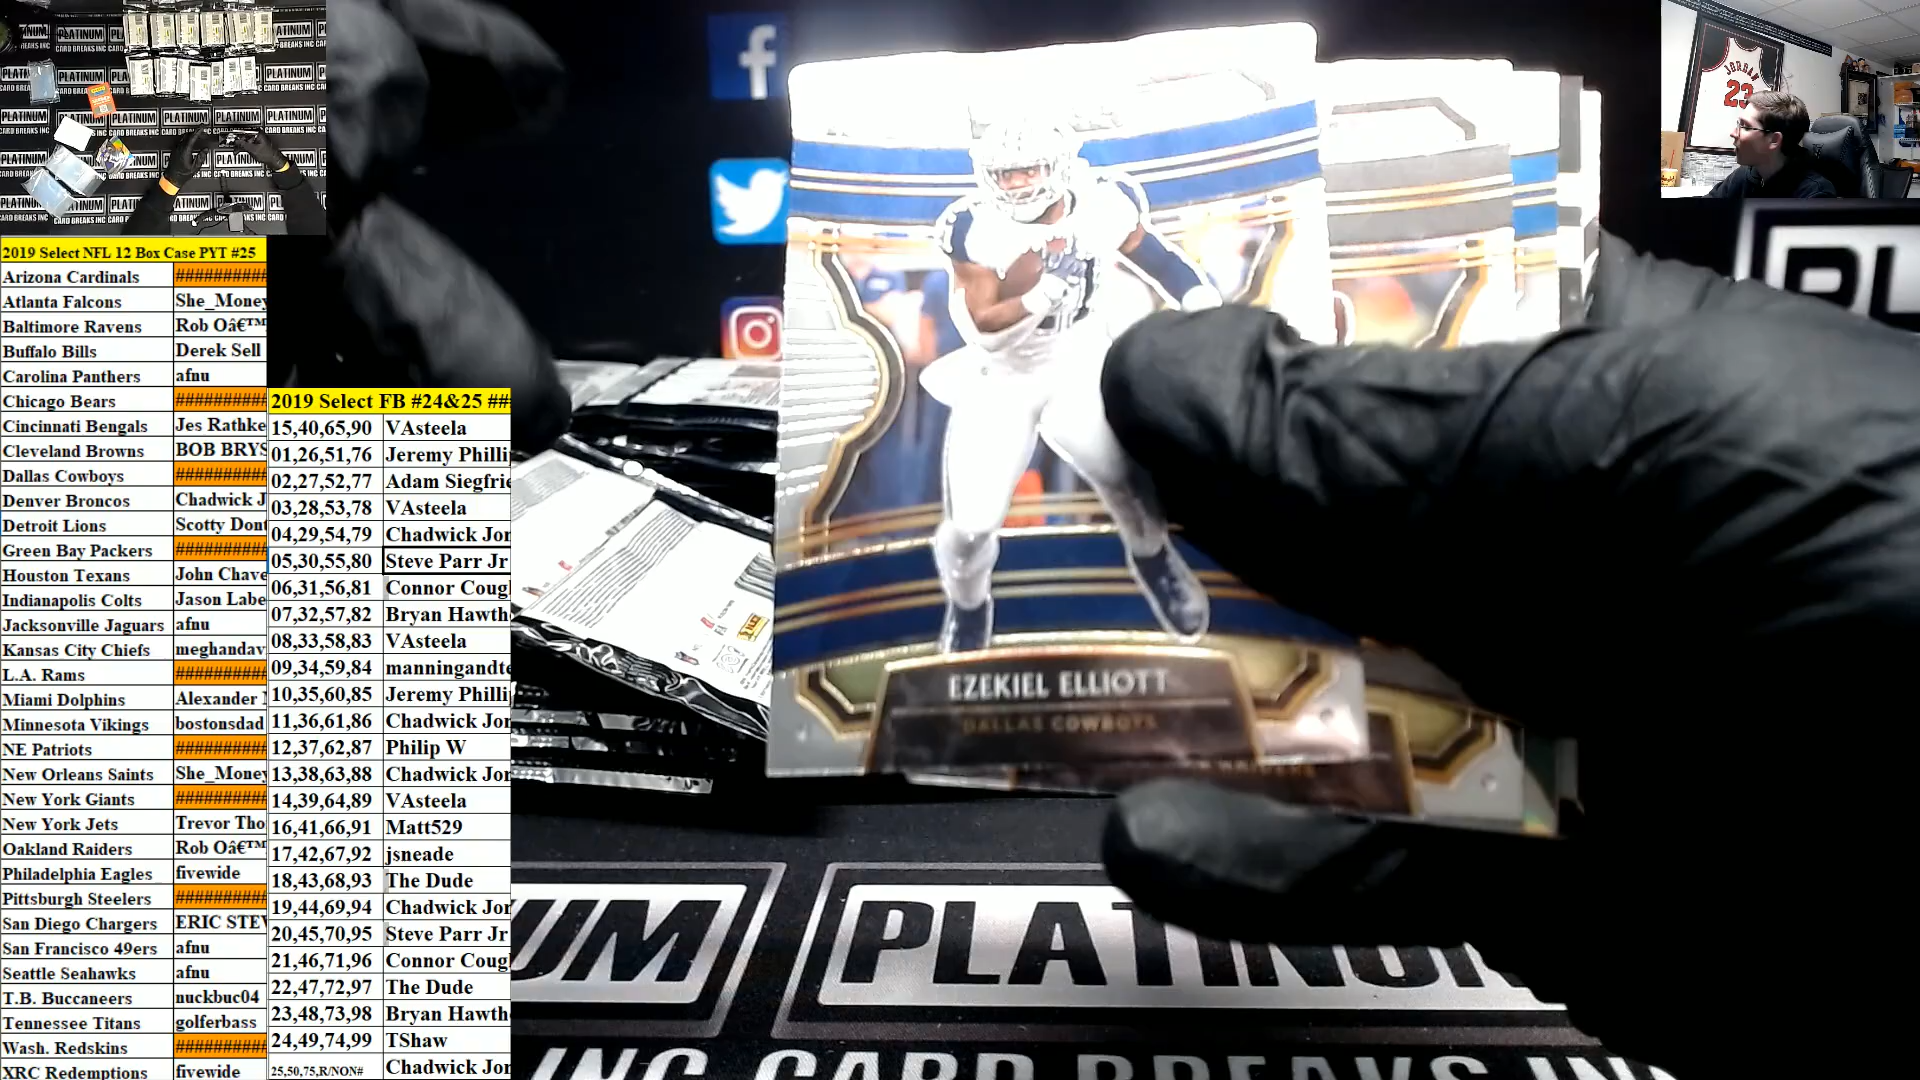 PLATINUM
CARD BREAKS INC
JORDAN
23
2019 Select NFL 12 Box Case PYT #25
Arizona Cardinals ##########
Atlanta Falcons She_Money
Baltimore Ravens Rob Oâ€™
Buffalo Bills Derek Sell
Carolina Panthers afnu
Chicago Bears ##########
Cincinnati Bengals Jes Rathke
Cleveland Browns BOB BRYS
Dallas Cowboys ##########
Denver Broncos Chadwick J
Detroit Lions Scotty Dont
Green Bay Packers ##########
Houston Texans John Chave
Indianapolis Colts Jason Labe
Jacksonville Jaguars afnu
Kansas City Chiefs meghandav
L.A. Rams ##########
Miami Dolphins Alexander
Minnesota Vikings bostonsdad
NE Patriots ##########
New Orleans Saints She_Money
New York Giants ##########
New York Jets Trevor Tho
Oakland Raiders Rob Oâ€™
Philadelphia Eagles fivewide
Pittsburgh Steelers ##########
San Diego Chargers ERIC STEV
San Francisco 49ers afnu
Seattle Seahawks afnu
T.B. Buccaneers nuckbuc04
Tennessee Titans golferbass
Wash. Redskins ##########
XRC Redemptions fivewide
2019 Select FB #24&25 ##
15,40,65,90 VAsteela
01,26,51,76 Jeremy Philli
02,27,52,77 Adam Siegfrie
03,28,53,78 VAsteela
04,29,54,79 Chadwick Jor
05,30,55,80 Steve Parr Jr
06,31,56,81 Connor Coug
07,32,57,82 Bryan Hawth
08,33,58,83 VAsteela
09,34,59,84 manningandte
10,35,60,85 Jeremy Philli
11,36,61,86 Chadwick Jor
12,37,62,87 Philip W
13,38,63,88 Chadwick Jor
14,39,64,89 VAsteela
16,41,66,91 Matt529
17,42,67,92 jsneade
18,43,68,93 The Dude
19,44,69,94 Chadwick Jor
20,45,70,95 Steve Parr Jr
21,46,71,96 Connor Coug
22,47,72,97 The Dude
23,48,73,98 Bryan Hawth
24,49,74,99 TShaw
25,50,75,R/NON# Chadwick Jor
EZEKIEL ELLIOTT
DALLAS COWBOYS
RAIDERS
PL
UM
PLATINUM
INC CARD BREAKS IN